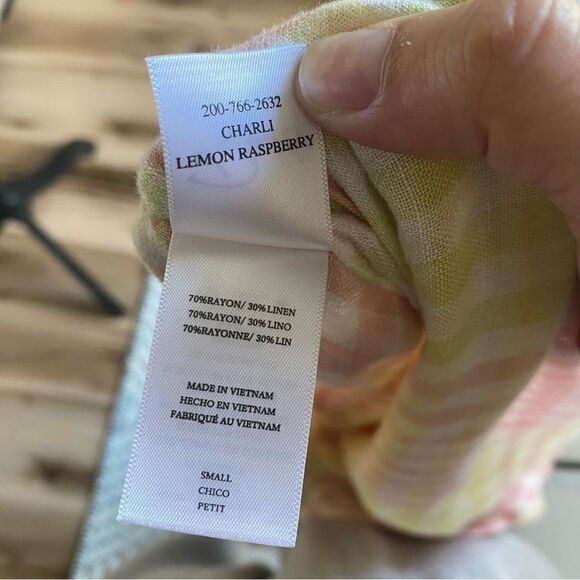 200-766-2632
CHARLI
LEMON RASPBERRY
70%RAYON/ 30% LINEN
70%RAYON/ 30% LINO
70%RAYONNE/ 30% LIN
MADE IN VIETNAM
HECHO EN VIETNAM
FABRIQUÉ AU VIETNAM
SMALL
CHICO
PETIT